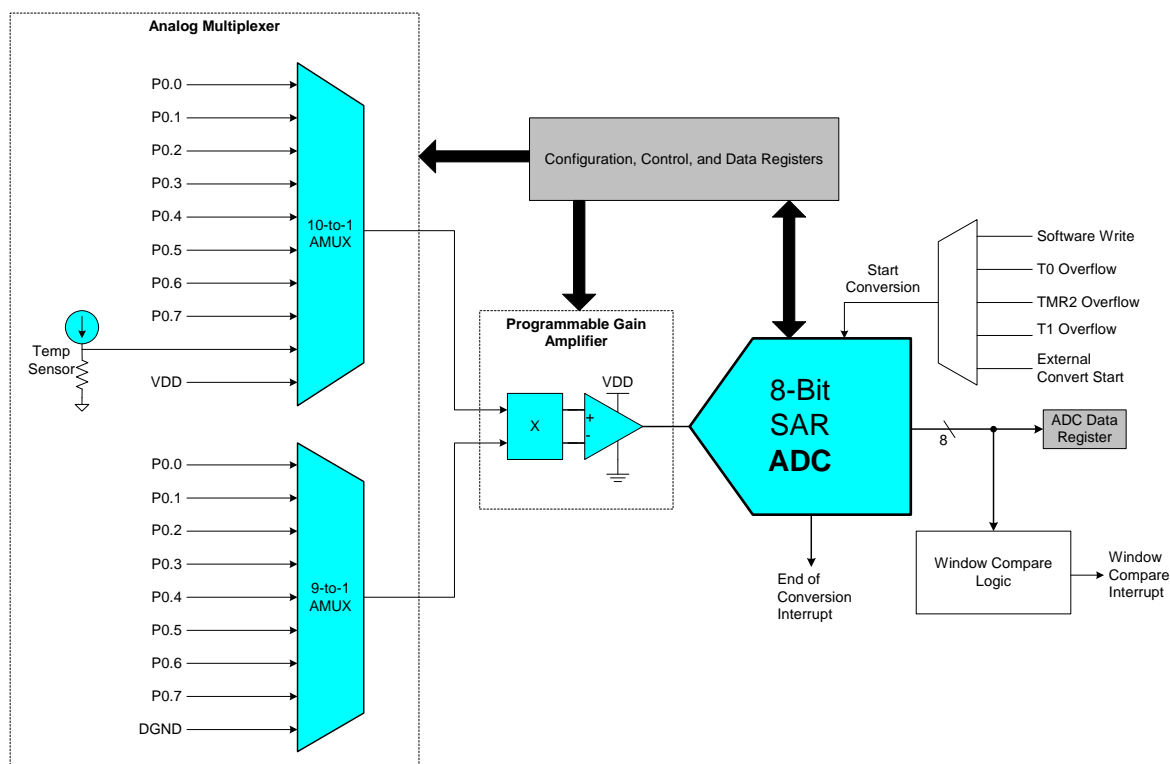 Analog Multiplexer
P0.0
P0.1
P0.2
P0.3
P0.4
P0.5
P0.6
P0.7
Temp
Sensor
VDD
10-to-1
AMUX
P0.0
P0.1
P0.2
P0.3
P0.4
P0.5
P0.6
P0.7
DGND
9-to-1
AMUX
Configuration, Control, and Data Registers
Programmable Gain
Amplifier
X
+
-
VDD
Start
Conversion
Software Write
T0 Overflow
TMR2 Overflow
T1 Overflow
External
Convert Start
8-Bit
SAR
ADC
8
ADC Data
Register
End of
Conversion
Interrupt
Window Compare
Logic
Window
Compare
Interrupt